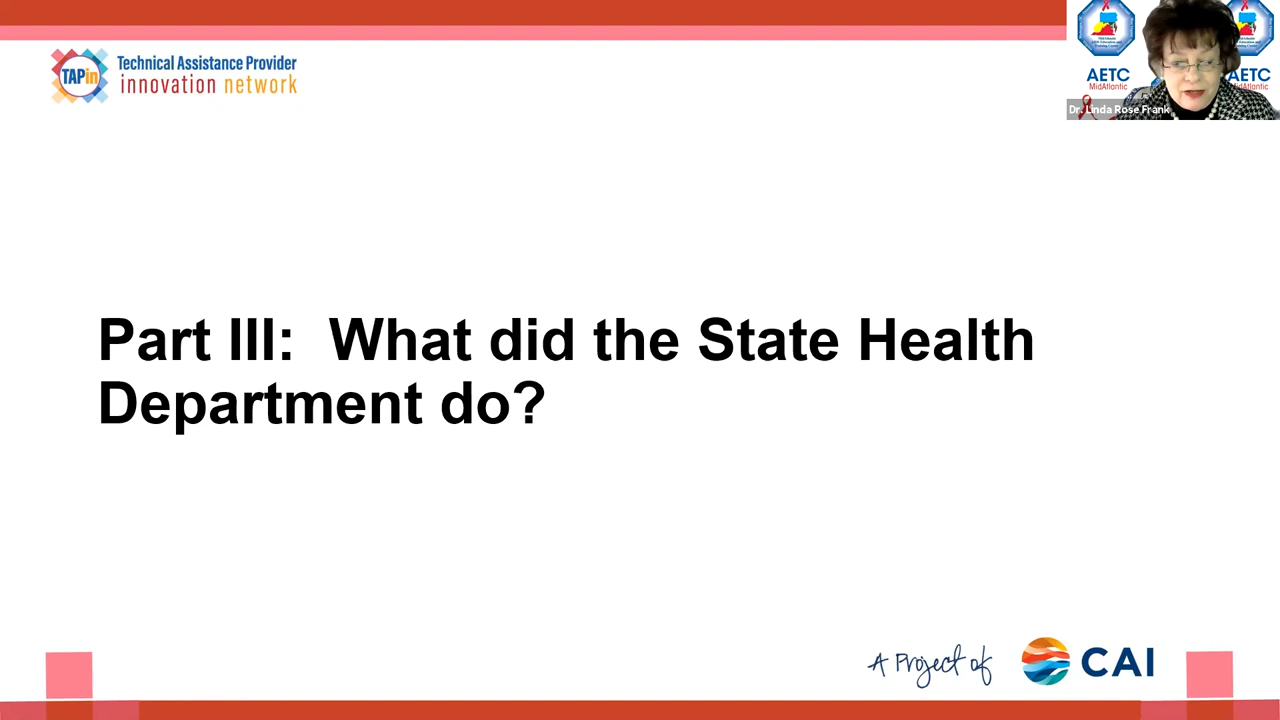 TAPin
Technical Assistance Provider
innovation network
AETC
MidAtlantic
AETC
MidAtlantic
Dr. Linda Rose Frank
Part III: What did the State Health
Department do?
A Project of
CAI